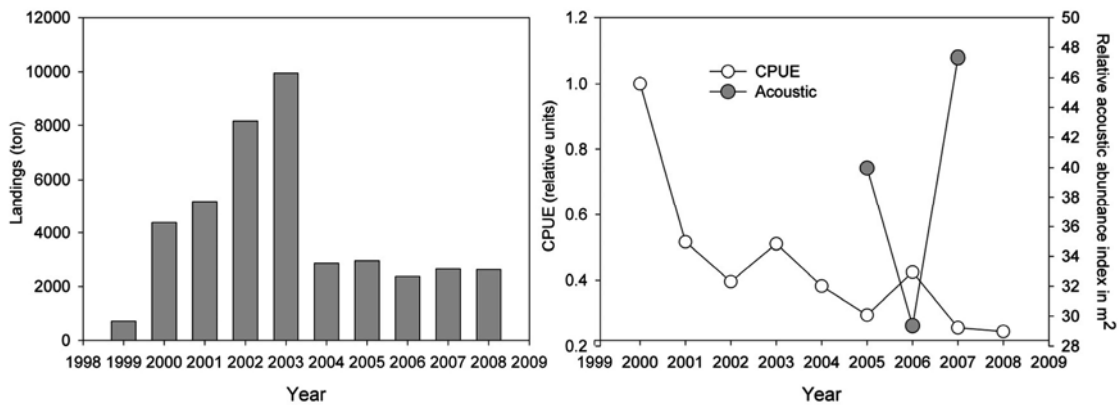 12000
10000
8000
6000
4000
2000
0
Landings (ton)
1998 1999 2000 2001 2002 2003 2004 2005 2006 2007 2008 2009
Year
1.2
1.0
0.8
0.6
0.4
0.2
CPUE (relative units)
CPUE
Acoustic
50
48
46
44
42
40
38
36
34
32
30
28
Relative acoustic abundance index in m²
1999 2000 2001 2002 2003 2004 2005 2006 2007 2008 2009
Year